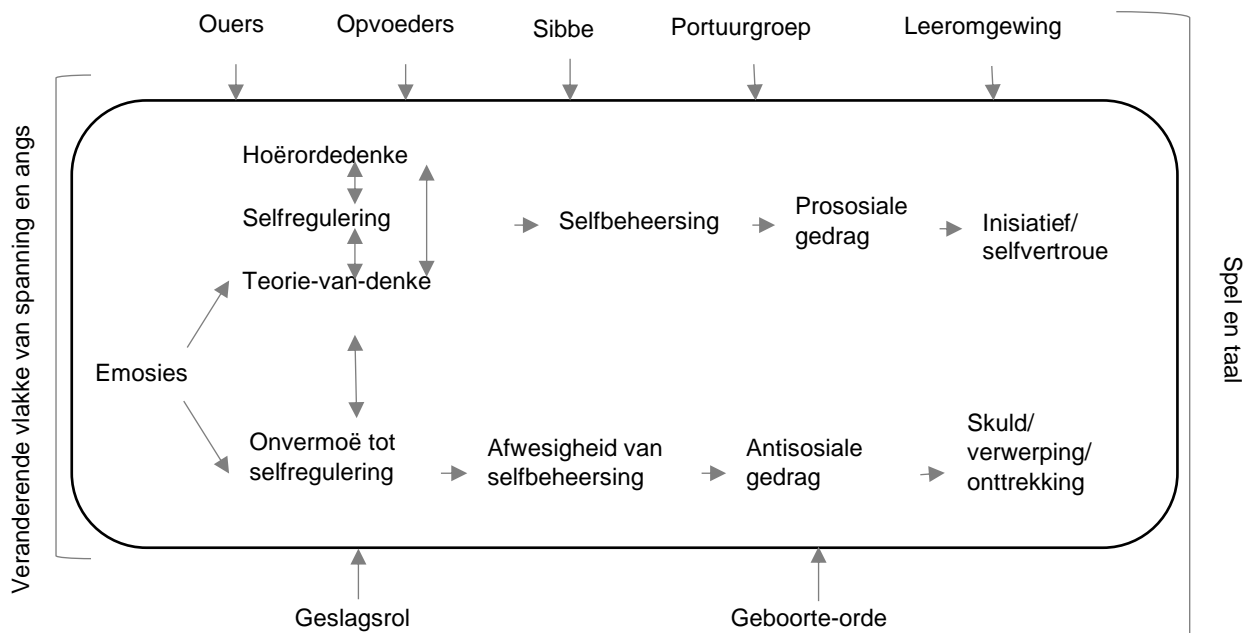 Ouers
Opvoeders
Sibbe
Portuurgroep
Leeromgewing
Veranderende vlakke van spanning en angs
Hoërordedenke
Selfregulering
Teorie-van-denke
Selfbeheersing
Prososiale
gedrag
Inisiatief/
selfvertroue
Spel en taal
Emosies
Onvermoë tot
selfregulering
Afwesigheid van
selfbeheersing
Antisosiale
gedrag
Skuld/
verwerping/
onttrekking
Geslagsrol
Geboorte-orde